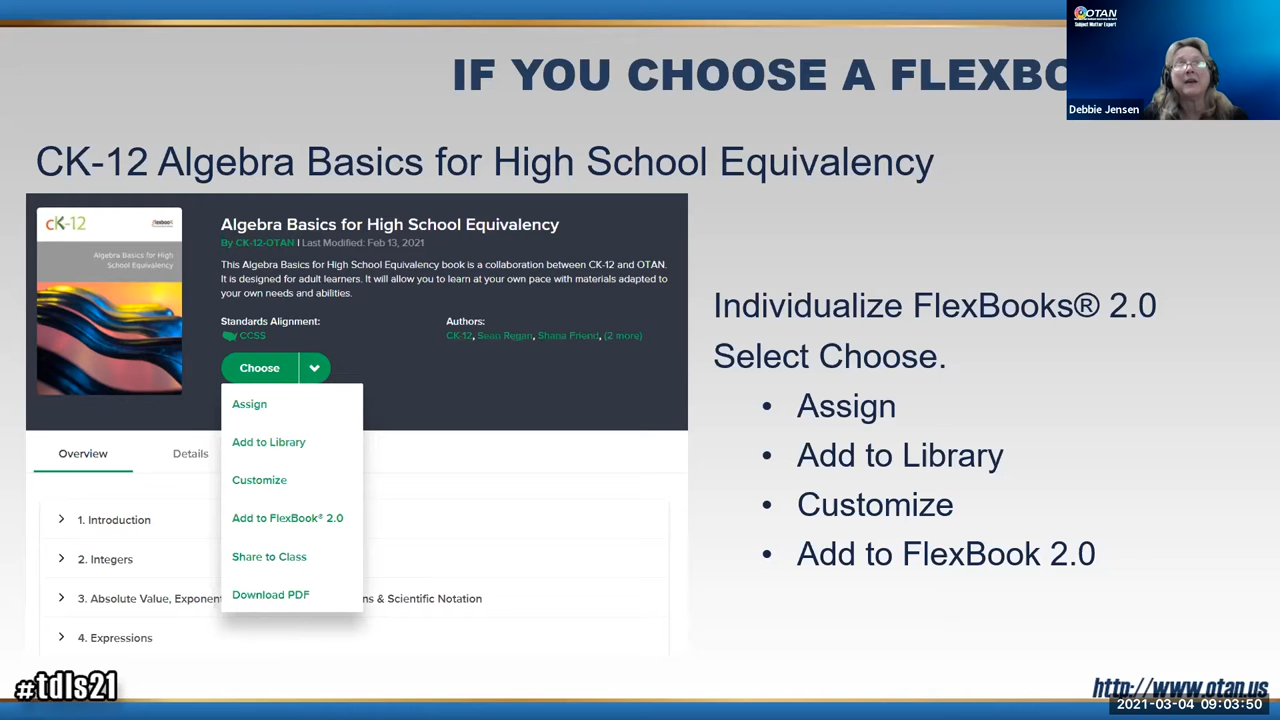 OTAN
Subject Matter Expert
Debbie Jensen
IF YOU CHOOSE A FLEXBO
CK-12 Algebra Basics for High School Equivalency
cK-12
flexbook
Algebra Basics for High
School Equivalency
Algebra Basics for High School Equivalency
By CK-12-OTAN | Last Modified: Feb 13, 2021
This Algebra Basics for High School Equivalency book is a collaboration between CK-12 and OTAN.
It is designed for adult learners. It will allow you to learn at your own pace with materials adapted to
your own needs and abilities.
Standards Alignment:
CCSS
Authors:
CK-12, Sean Regan, Shana Friend, (2 more)
Choose
Assign
Add to Library
Customize
Add to FlexBook® 2.0
Share to Class
Download PDF
Overview
Details
1. Introduction
2. Integers
3. Absolute Value, Exponen
ns & Scientific Notation
4. Expressions
Individualize FlexBooks® 2.0
Select Choose.
• Assign
• Add to Library
• Customize
• Add to FlexBook 2.0
#tdls21
http://www.otan.us
2021-03-04 09:03:50